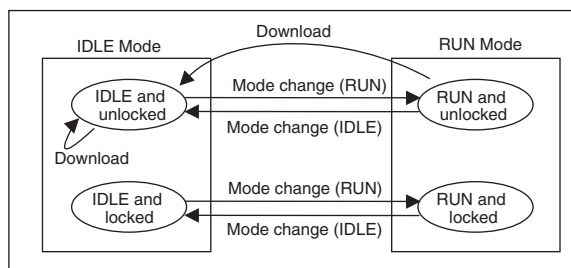 Download
IDLE Mode
RUN Mode
IDLE and
unlocked
Mode change (RUN)
Mode change (IDLE)
RUN and
unlocked
Download
IDLE and
locked
Mode change (RUN)
Mode change (IDLE)
RUN and
locked